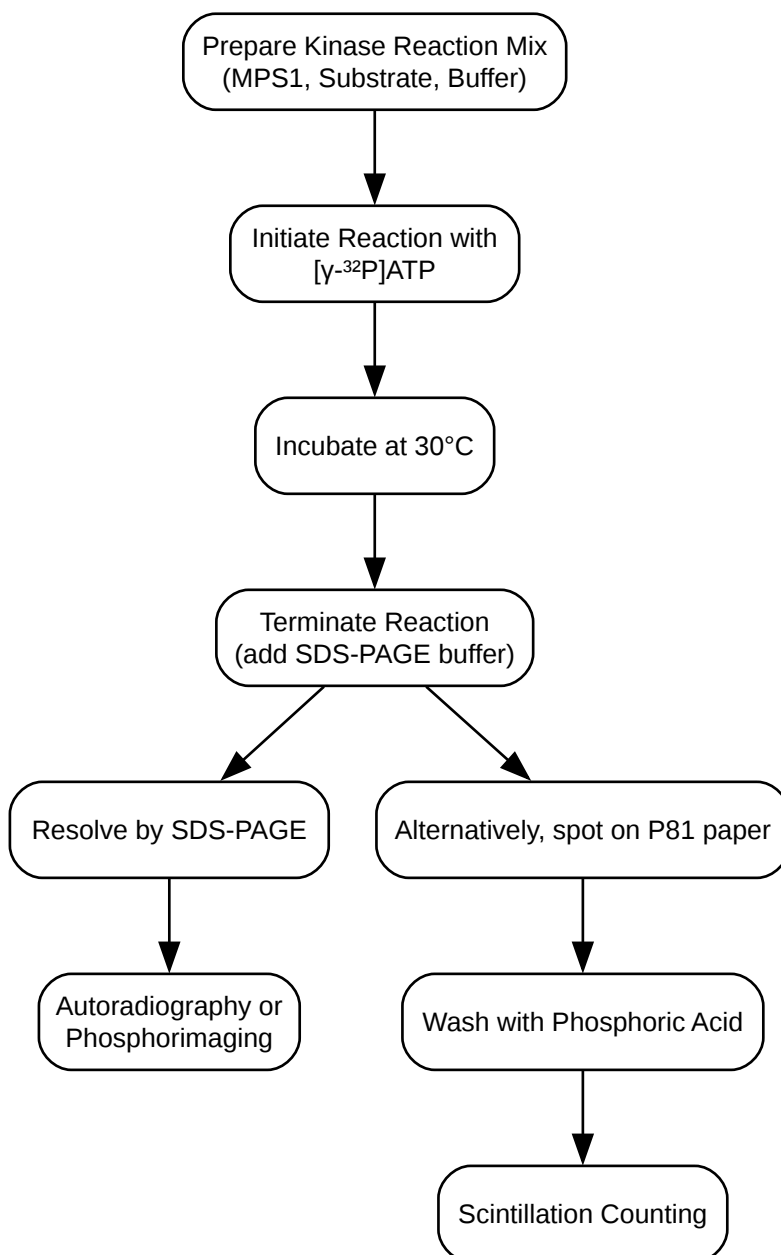 Prepare Kinase Reaction Mix
(MPS1, Substrate, Buffer)
Initiate Reaction with
[γ-³²P]ATP
Incubate at 30°C
Terminate Reaction
(add SDS-PAGE buffer)
Resolve by SDS-PAGE
Alternatively, spot on P81 paper
Autoradiography or
Phosphorimaging
Wash with Phosphoric Acid
Scintillation Counting